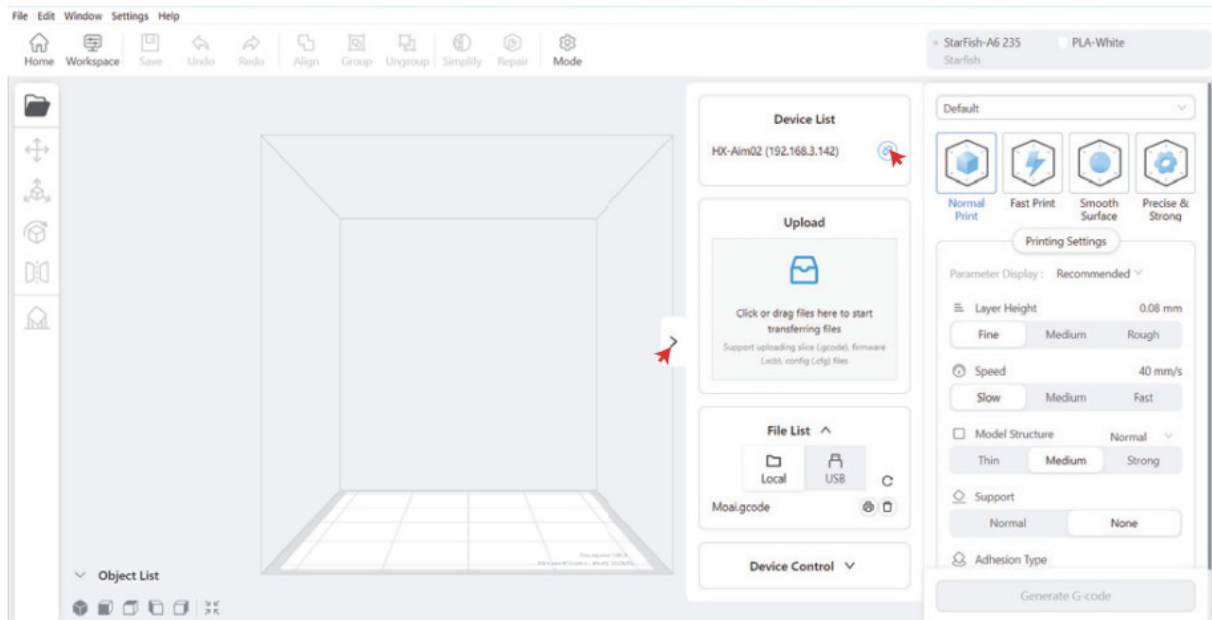 File Edit Window Settings Help
Home Workspace Save Undo Redo Align Group Ungroup Simplify Repair Mode
StarFish-A6 235 PLA-White
Starfish
Device List
HX-Aim02 (192.168.3.142)
Upload
Click or drag files here to start
transferring files
Support uploading slice (.gcode), firmware
config (.cfg) files
File List
Local USB
Moai.gcode
Device Control
Object List
Default
Normal
Print
Fast Print
Smooth
Surface
Precise &
Strong
Printing Settings
Parameter Display : Recommended
Layer Height 0.08 mm
Fine Medium Rough
Speed 40 mm/s
Slow Medium Fast
Model Structure Normal
Thin Medium Strong
Support
Normal None
Adhesion Type
Generate G-code